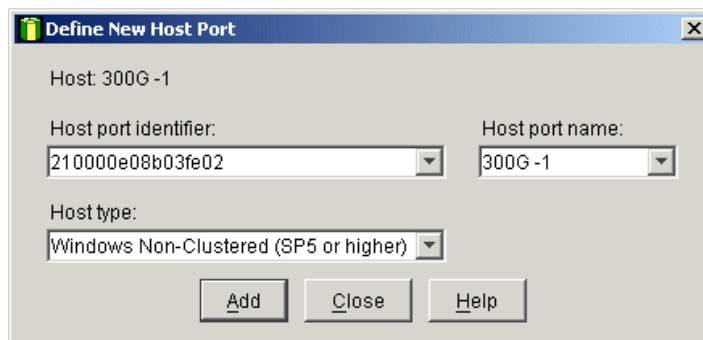 Define New Host Port
Host: 300G -1
Host port identifier:
Host port name:
210000e08b03fe02
300G -1
Host type:
Windows Non-Clustered (SP5 or higher)
Add
Close
Help